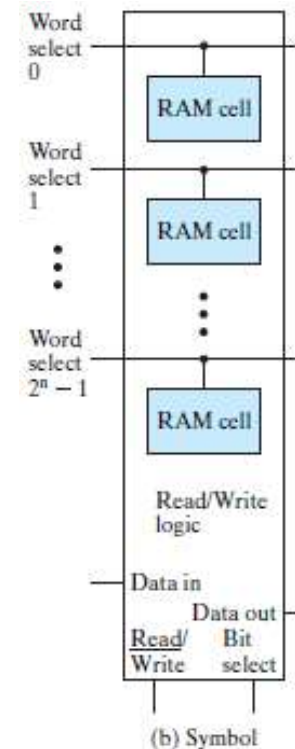 Word
select
0
RAM cell
Word
select
1
RAM cell
Word
select
2ⁿ − 1
RAM cell
Read/Write
logic
Data in
Data out
Read/
Write
Bit
select
(b) Symbol